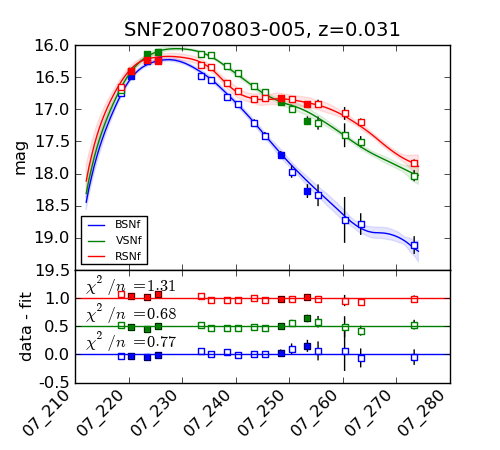 SNF20070803-005, z=0.031
mag
16.0
16.5
17.0
17.5
18.0
18.5
19.0
19.5
BSNf
VSNf
RSNf
data - fit
1.0
0.5
0.0
-0.5
χ² /n =1.31
χ² /n =0.68
χ² /n =0.77
07_210
07_220
07_230
07_240
07_250
07_260
07_270
07_280